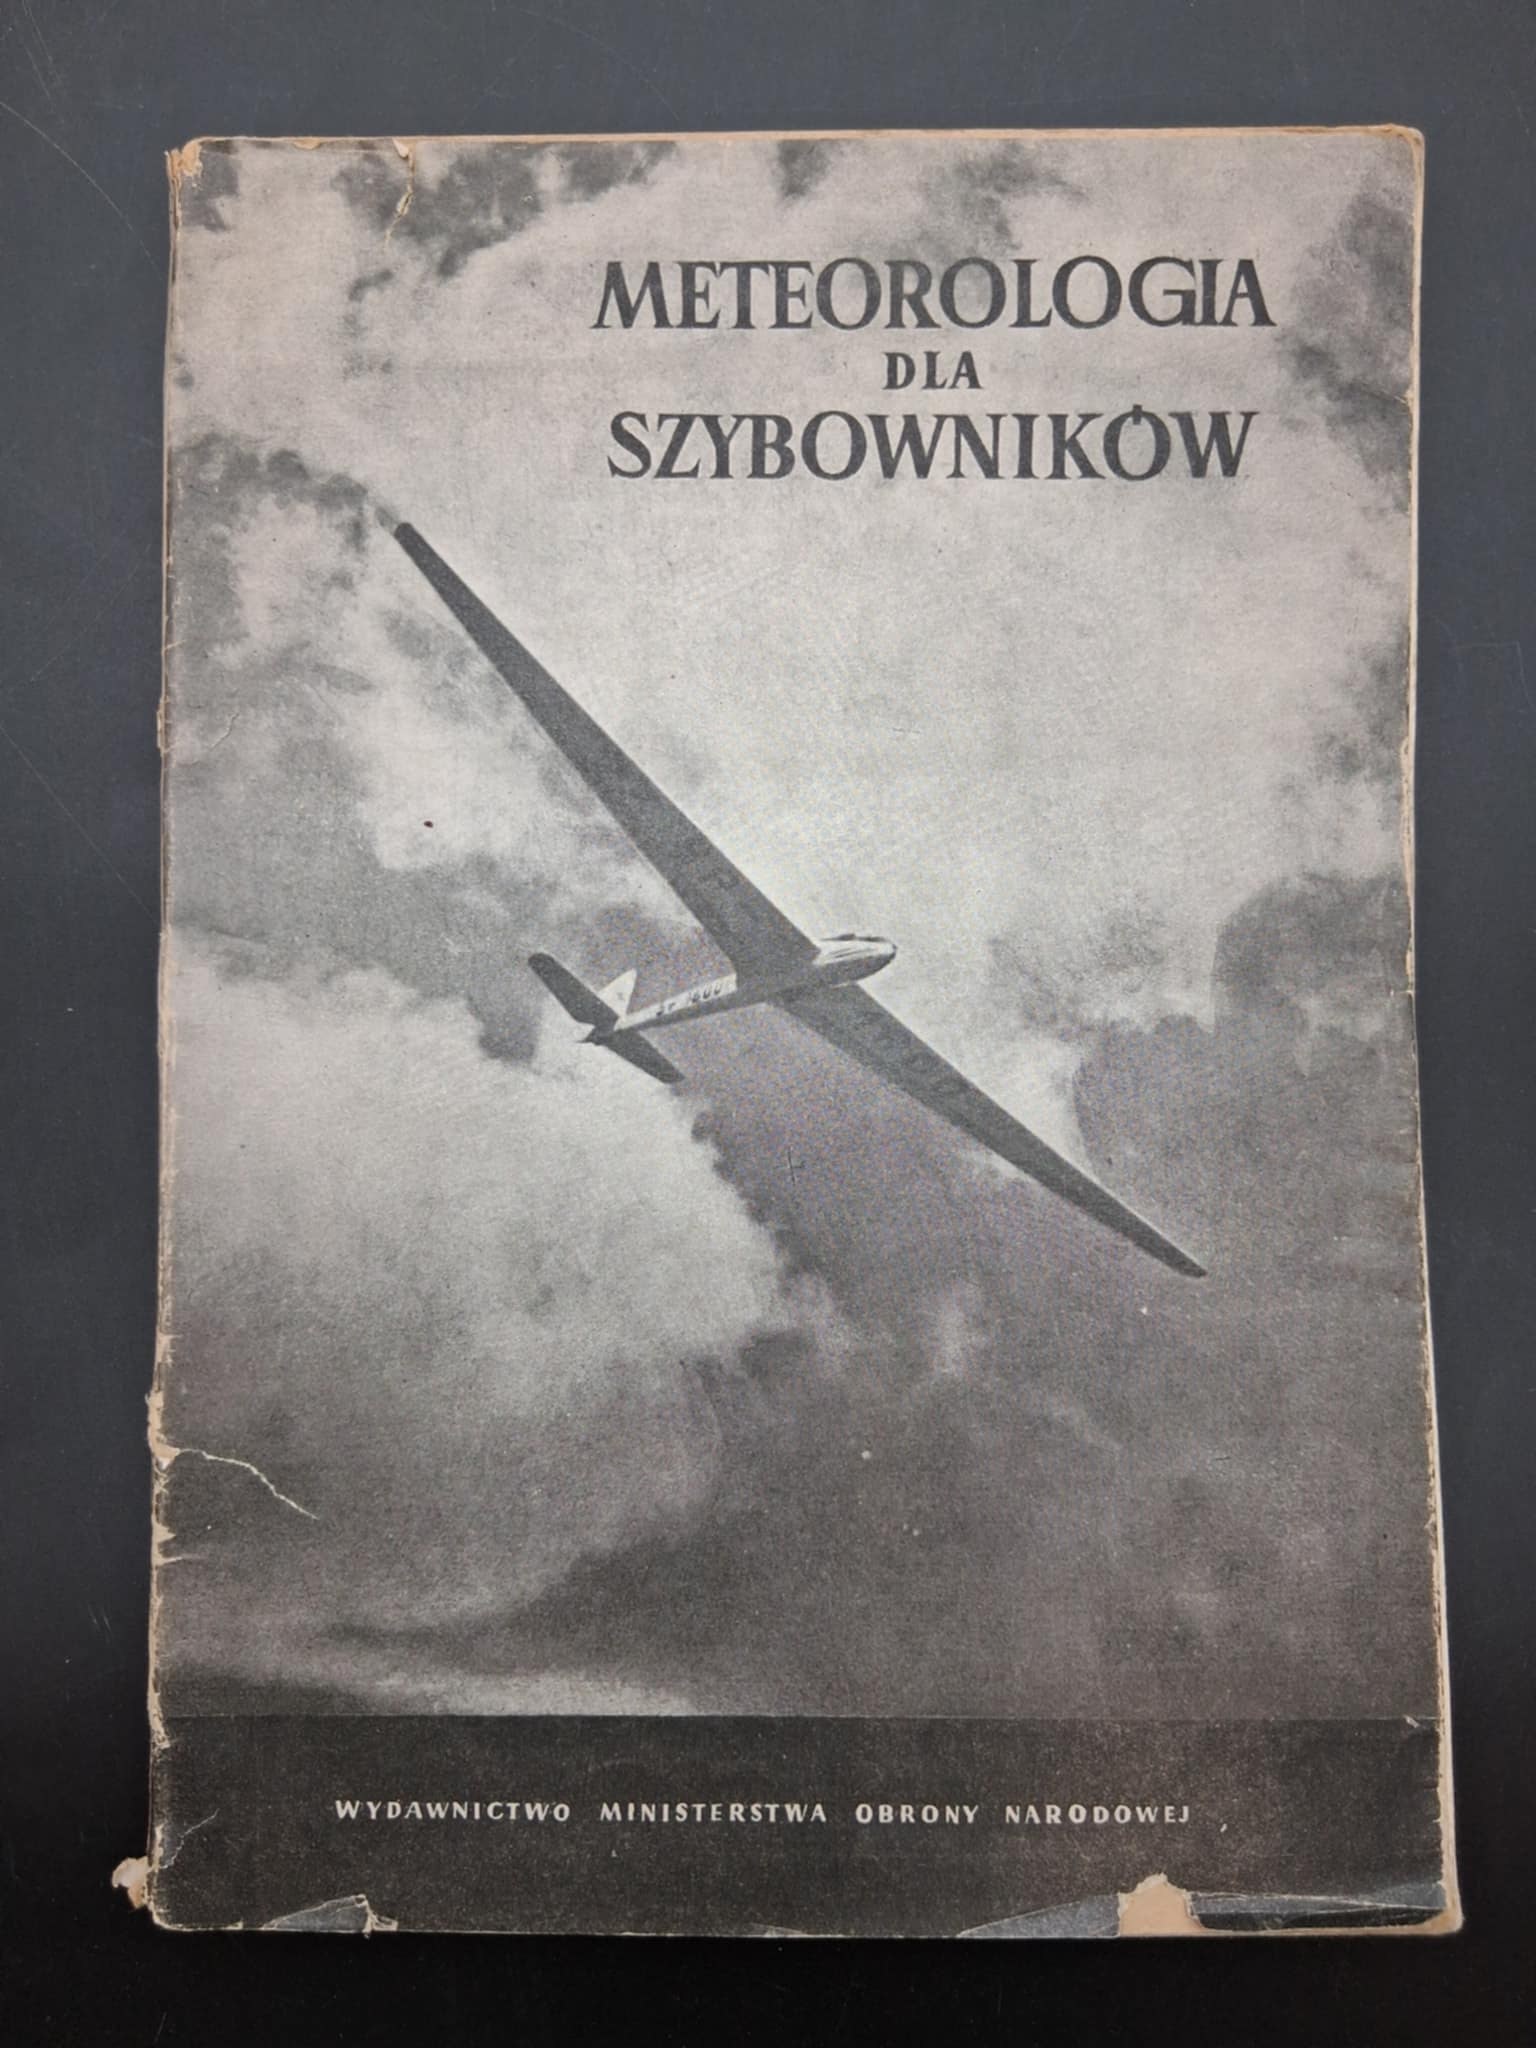 METEOROLOGIA
DLA
SZYBOWNIKÓW
WYDAWNICTWO MINISTERSTWA OBRONY NARODOWEJ